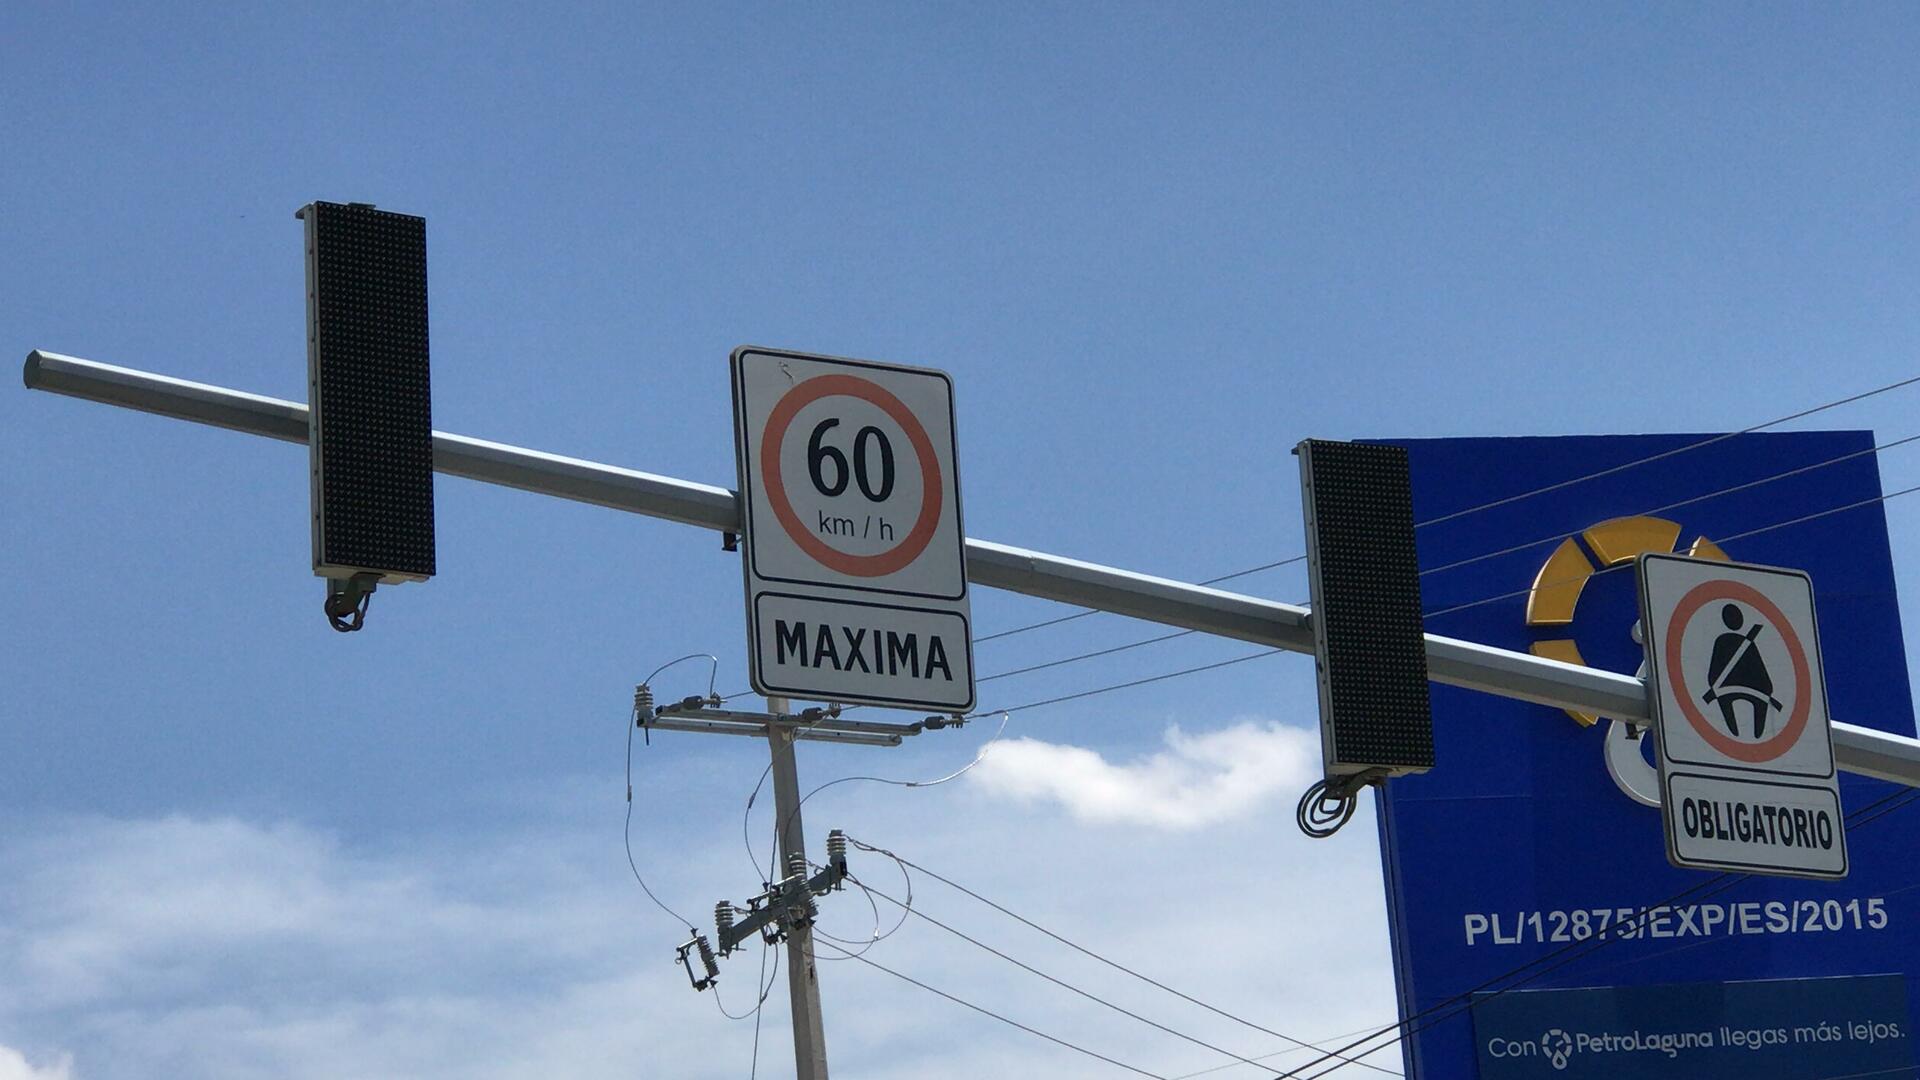 60
km / h
MAXIMA
OBLIGATORIO
PL/12875/EXP/ES/2015
Con PetroLaguna llegas más lejos.